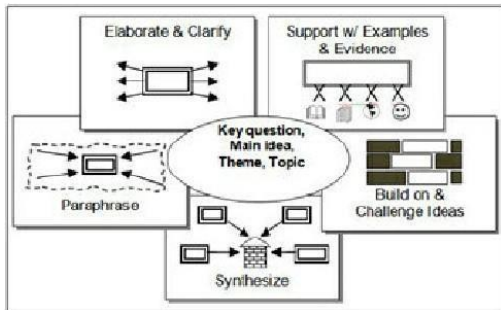 Elaborate & Clarify
Support w/ Examples
& Evidence
Key question,
Main idea,
Theme, Topic
Paraphrase
Build on &
Challenge Ideas
Synthesize